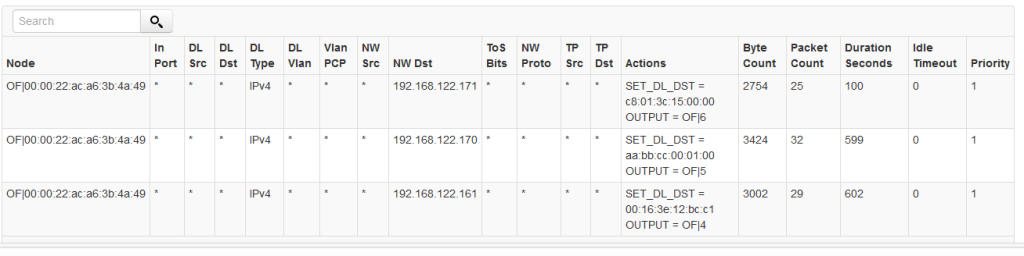 Search
Node In Port DL Src DL Dst DL Type DL Vlan Vlan PCP NW Src NW Dst ToS Bits NW Proto TP Src TP Dst Actions Byte Count Packet Count Duration Seconds Idle Timeout Priority
OF|00:00:22:ac:a6:3b:4a:49 * * * IPv4 * * * 192.168.122.171 * * * * SET_DL_DST = 2754 25 100 0 1
c8:01:3c:15:00:00
OUTPUT = OF|6
OF|00:00:22:ac:a6:3b:4a:49 * * * IPv4 * * * 192.168.122.170 * * * * SET_DL_DST = 3424 32 599 0 1
aa:bb:cc:00:01:00
OUTPUT = OF|5
OF|00:00:22:ac:a6:3b:4a:49 * * * IPv4 * * * 192.168.122.161 * * * * SET_DL_DST = 3002 29 602 0 1
00:16:3e:12:bc:c1
OUTPUT = OF|4